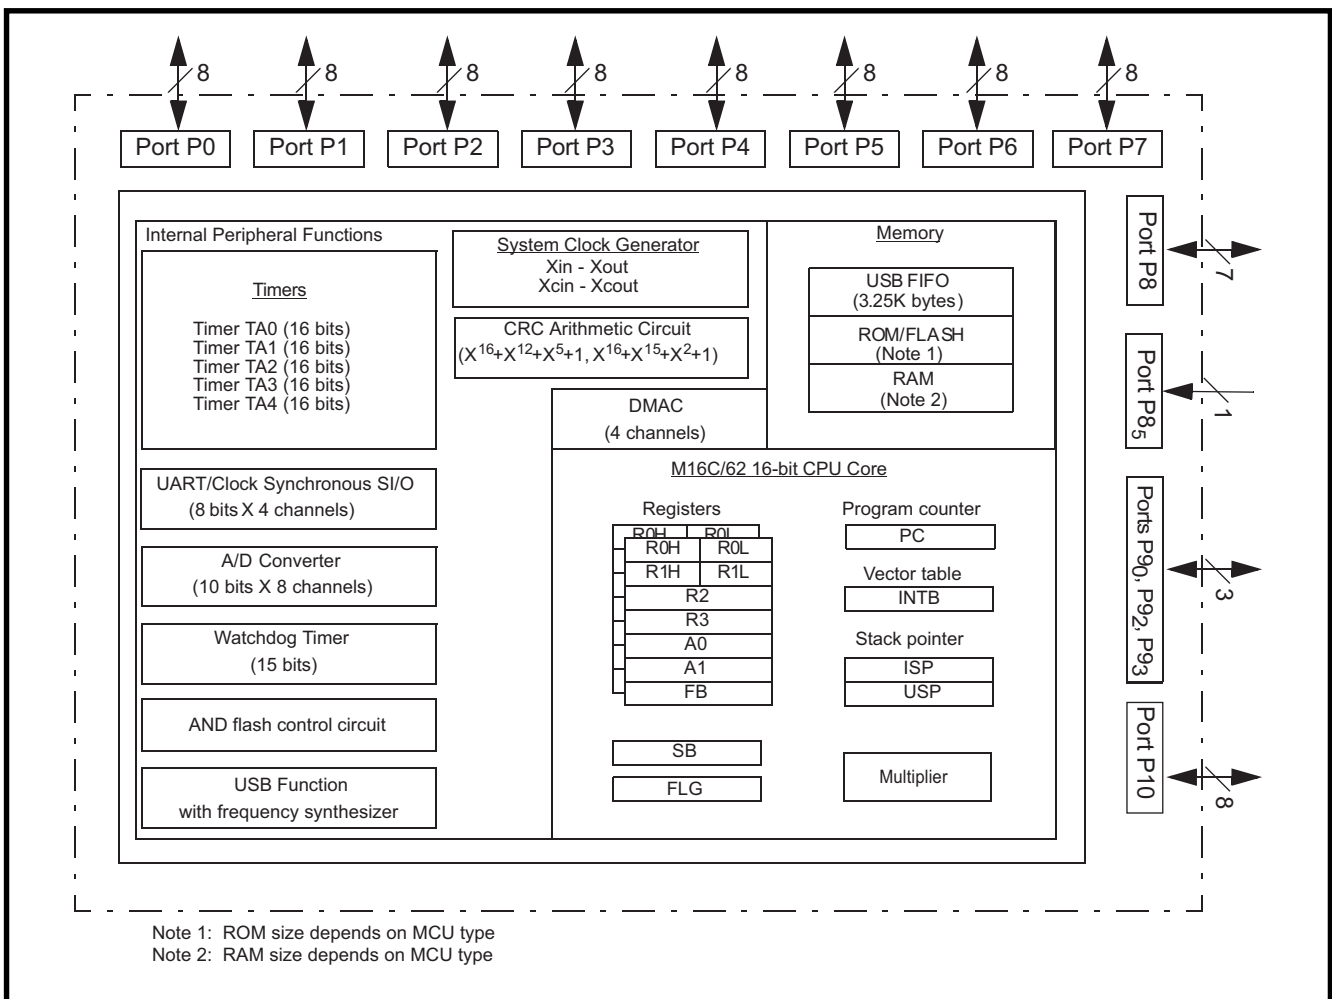 8 8 8 8 8 8 8 8
Port P0 Port P1 Port P2 Port P3 Port P4 Port P5 Port P6 Port P7
Internal Peripheral Functions
Timers
Timer TA0 (16 bits)
Timer TA1 (16 bits)
Timer TA2 (16 bits)
Timer TA3 (16 bits)
Timer TA4 (16 bits)
System Clock Generator
Xin - Xout
Xcin - Xcout
CRC Arithmetic Circuit
(X16+X12+X5+1, X16+X15+X2+1)
Memory
USB FIFO
(3.25K bytes)
ROM/FLASH
(Note 1)
RAM
(Note 2)
DMAC
(4 channels)
UART/Clock Synchronous SI/O
(8 bits X 4 channels)
A/D Converter
(10 bits X 8 channels)
Watchdog Timer
(15 bits)
AND flash control circuit
USB Function
with frequency synthesizer
M16C/62 16-bit CPU Core
Registers
R0H R0L
R0H R0L
R1H R1L
R2
R3
A0
A1
FB
SB
FLG
Program counter
PC
Vector table
INTB
Stack pointer
ISP
USP
Multiplier
Port P8
7
Port P85
1
Ports P90, P92, P93
3
Port P10
8
Note 1: ROM size depends on MCU type
Note 2: RAM size depends on MCU type